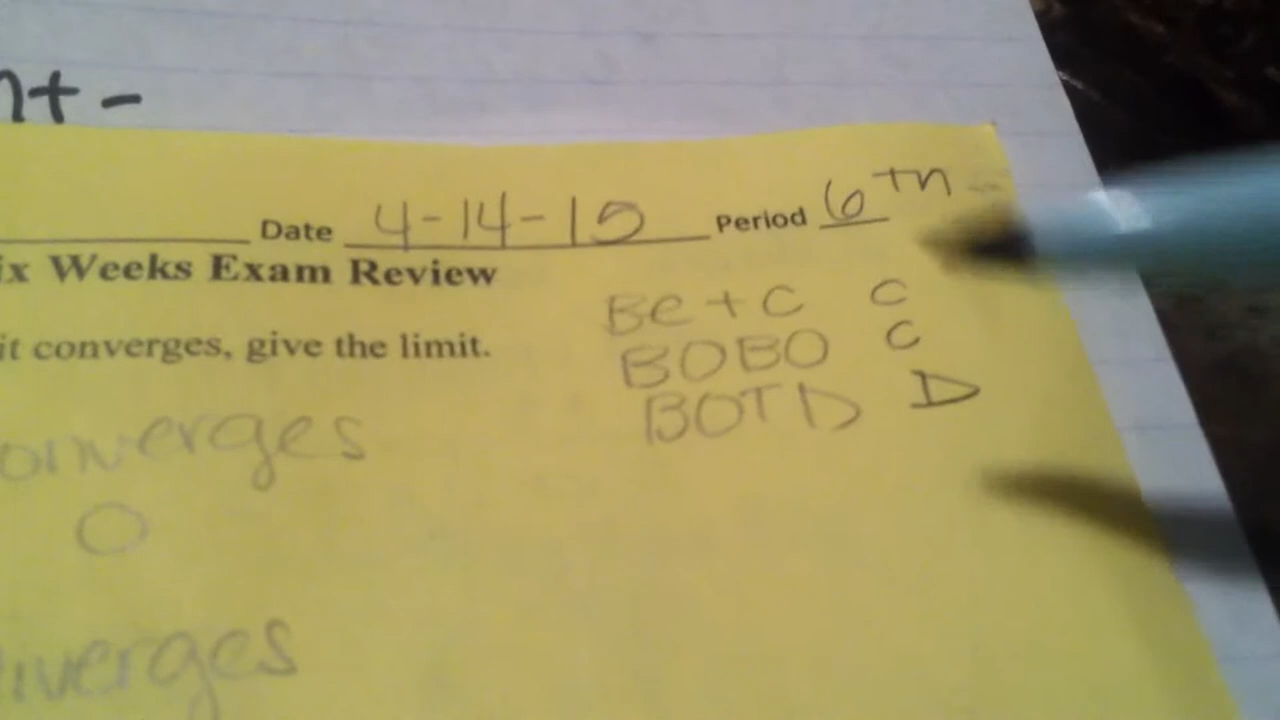 nt -
Date 4-14-15 Period 6Th
ix Weeks Exam Review
Be+C C
it converges, give the limit.
BOBO C
BOTD D
onverges
0
iverges